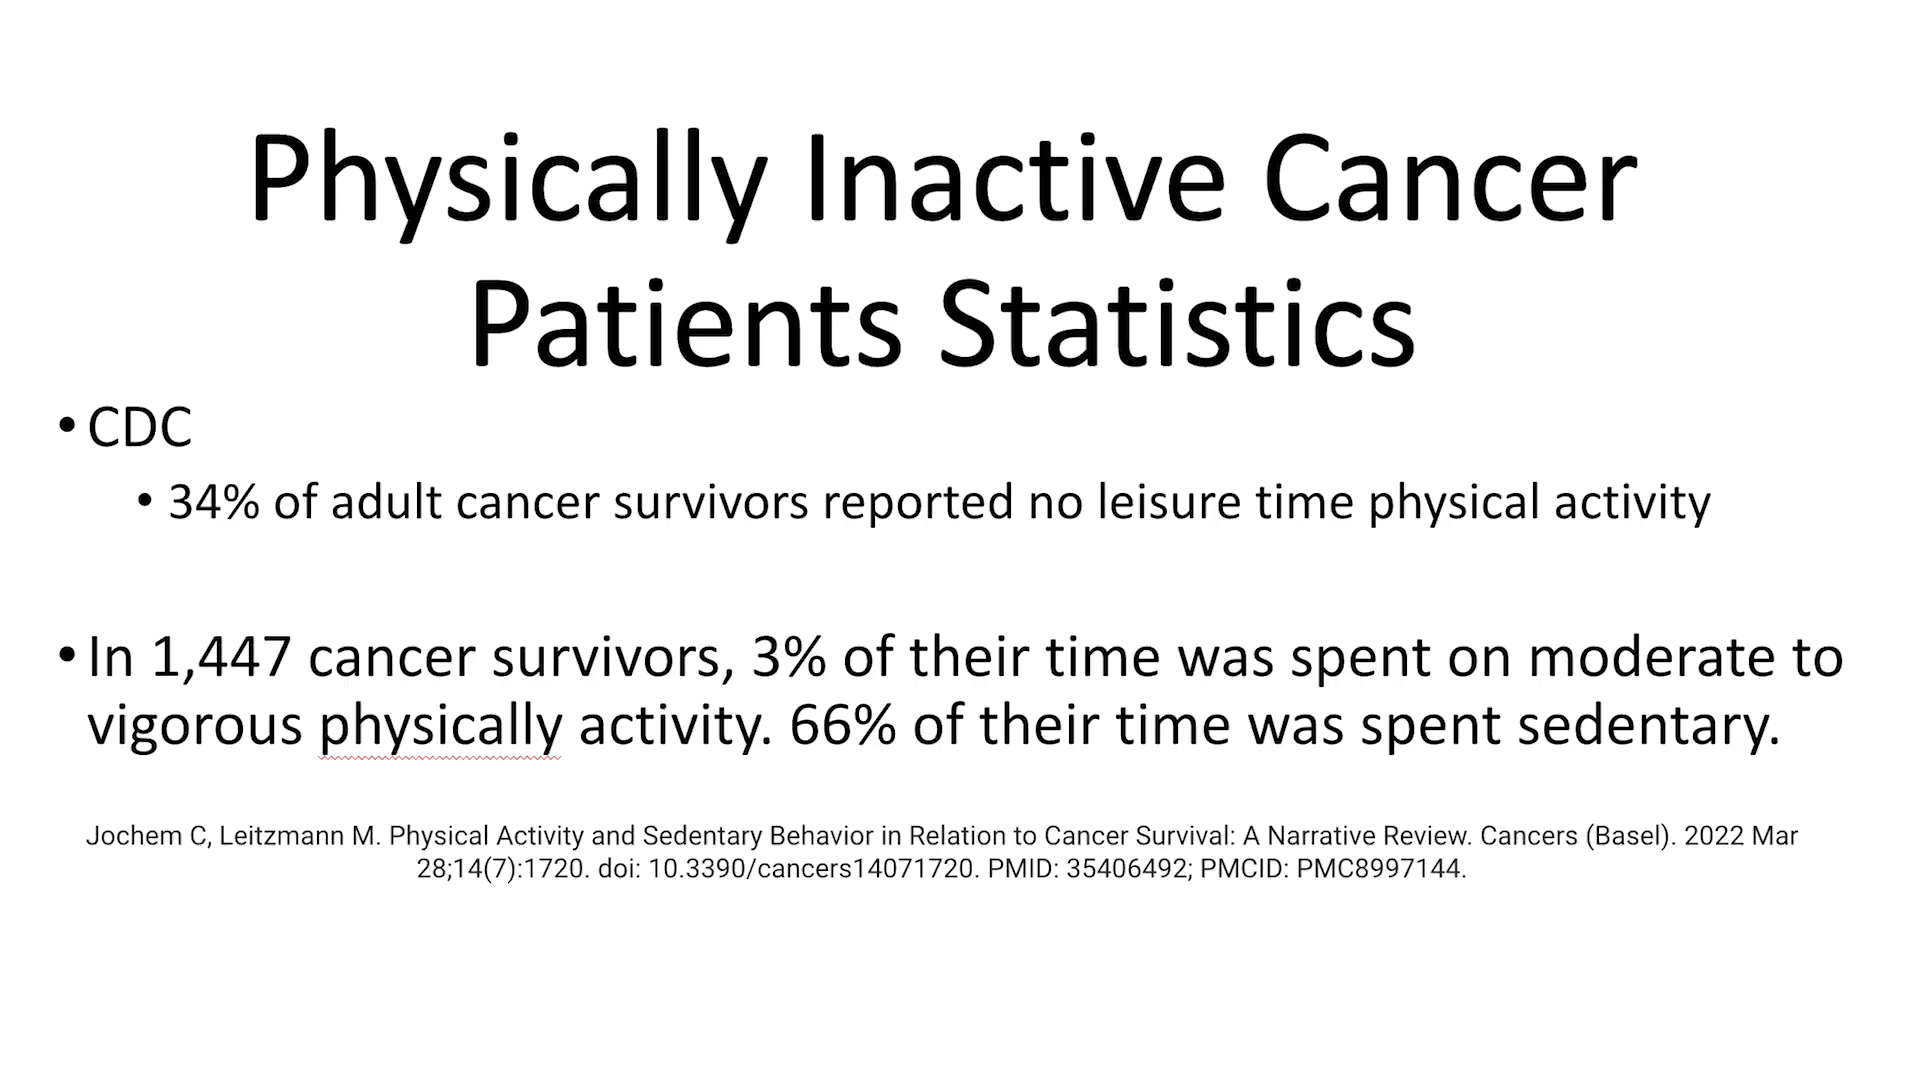 Physically Inactive Cancer
Patients Statistics
• CDC
• 34% of adult cancer survivors reported no leisure time physical activity
• In 1,447 cancer survivors, 3% of their time was spent on moderate to
vigorous physically activity. 66% of their time was spent sedentary.
Jochem C, Leitzmann M. Physical Activity and Sedentary Behavior in Relation to Cancer Survival: A Narrative Review. Cancers (Basel). 2022 Mar
28;14(7):1720. doi: 10.3390/cancers14071720. PMID: 35406492; PMCID: PMC8997144.